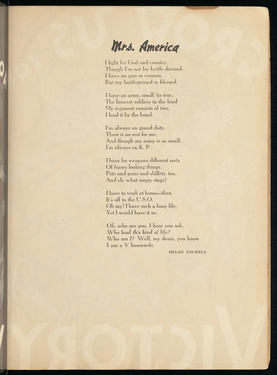 Mrs. America
I fight for God and country,
Though I'm not for battle dressed.
I have no gun or cannon,
But my battleground is blessed.
I have an army, small 'tis true,
The bravest soldiers in the land
My regiment consists of two,
I lead it by the hand.
I'm always on guard duty,
There is no rest for me,
And though my army is so small,
I'm always on K. P.
I have for weapons different sorts
Of funny looking things,
Pots and pans and skillets, too,
And oh, what songs they sing!
I have to work at home—then
It's off to the U.S.O.
Oh my! I have such a busy life,
Yet I would have it so.
Oh, who are you, I hear you ask,
Who lead this kind of life?
Who am I? Well, my dears, you know
I am a V housewife.
HELEN COLWELL
VICTORY